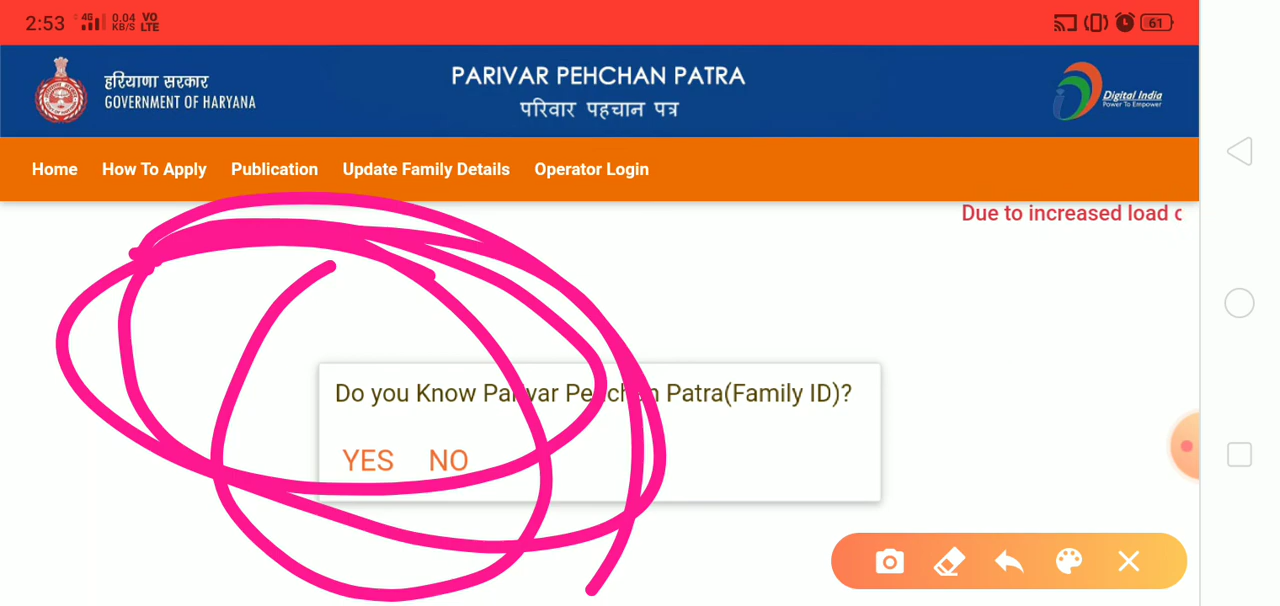 2:53 4G 0.04 KB/S VO LTE 61
हरियाणा सरकार
GOVERNMENT OF HARYANA
PARIVAR PEHCHAN PATRA
परिवार पहचान पत्र
Digital India
Power To Empower
Home How To Apply Publication Update Family Details Operator Login
Due to increased load
Do you Know Parivar Pehchan Patra(Family ID)?
YES NO